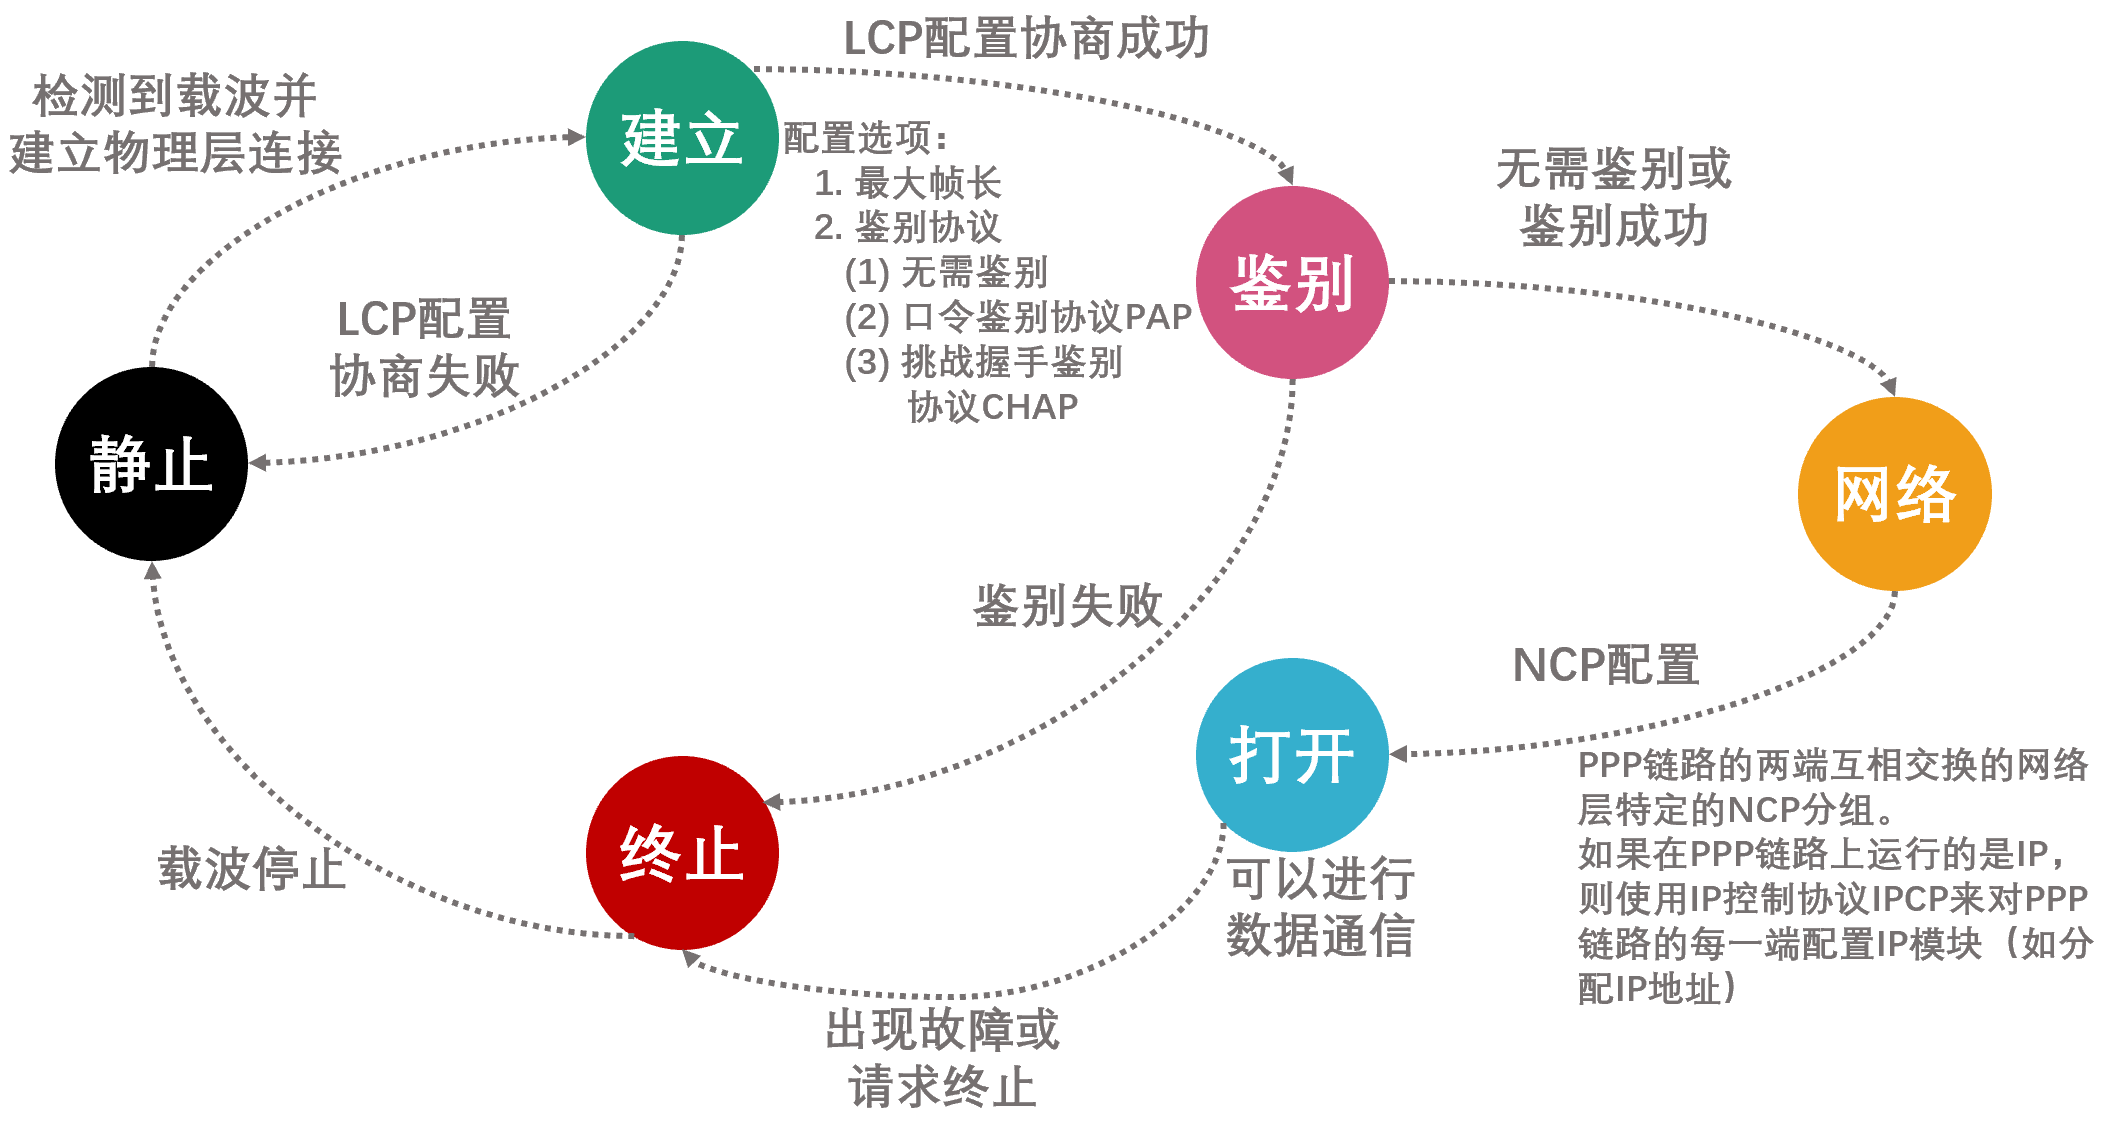 LCP配置协商成功
检测到载波并
建立物理层连接
建立
配置选项：
1. 最大帧长
2. 鉴别协议
(1) 无需鉴别
(2) 口令鉴别协议PAP
(3) 挑战握手鉴别
协议CHAP
无需鉴别或
鉴别成功
鉴别
LCP配置
协商失败
静止
网络
鉴别失败
NCP配置
打开
PPP链路的两端互相交换的网络
层特定的NCP分组。
如果在PPP链路上运行的是IP，
则使用IP控制协议IPCP来对PPP
链路的每一端配置IP模块（如分
配IP地址）
终止
载波停止
可以进行
数据通信
出现故障或
请求终止